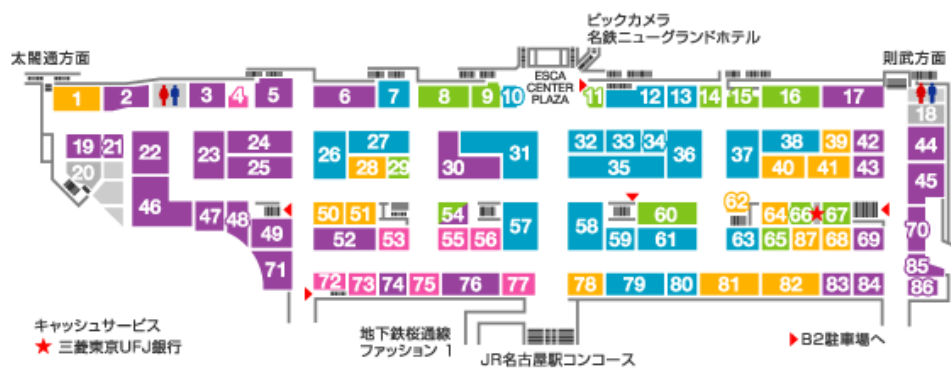 ビックカメラ
名鉄ニューグランドホテル
太閤通方面
則武方面
ESCA
CENTER
PLAZA
1 2 3 4 5 6 7 8 9 10 11 12 13 14 15 16 17
18
19 21 22 23 24 26 27 31 32 33 34 36 37 38 39 42 44
20 25 28 29 30 35 40 41 43 45
46 47 48 49 50 51 54 57 58 60 62 64 66 67 70
52 53 55 56 59 61 63 65 87 68 69
71 72 73 74 75 76 77 78 79 80 81 82 83 84 85
86
キャッシュサービス
三菱東京UFJ銀行
地下鉄桜通線
ファッション 1
JR名古屋駅コンコース
B2駐車場へ